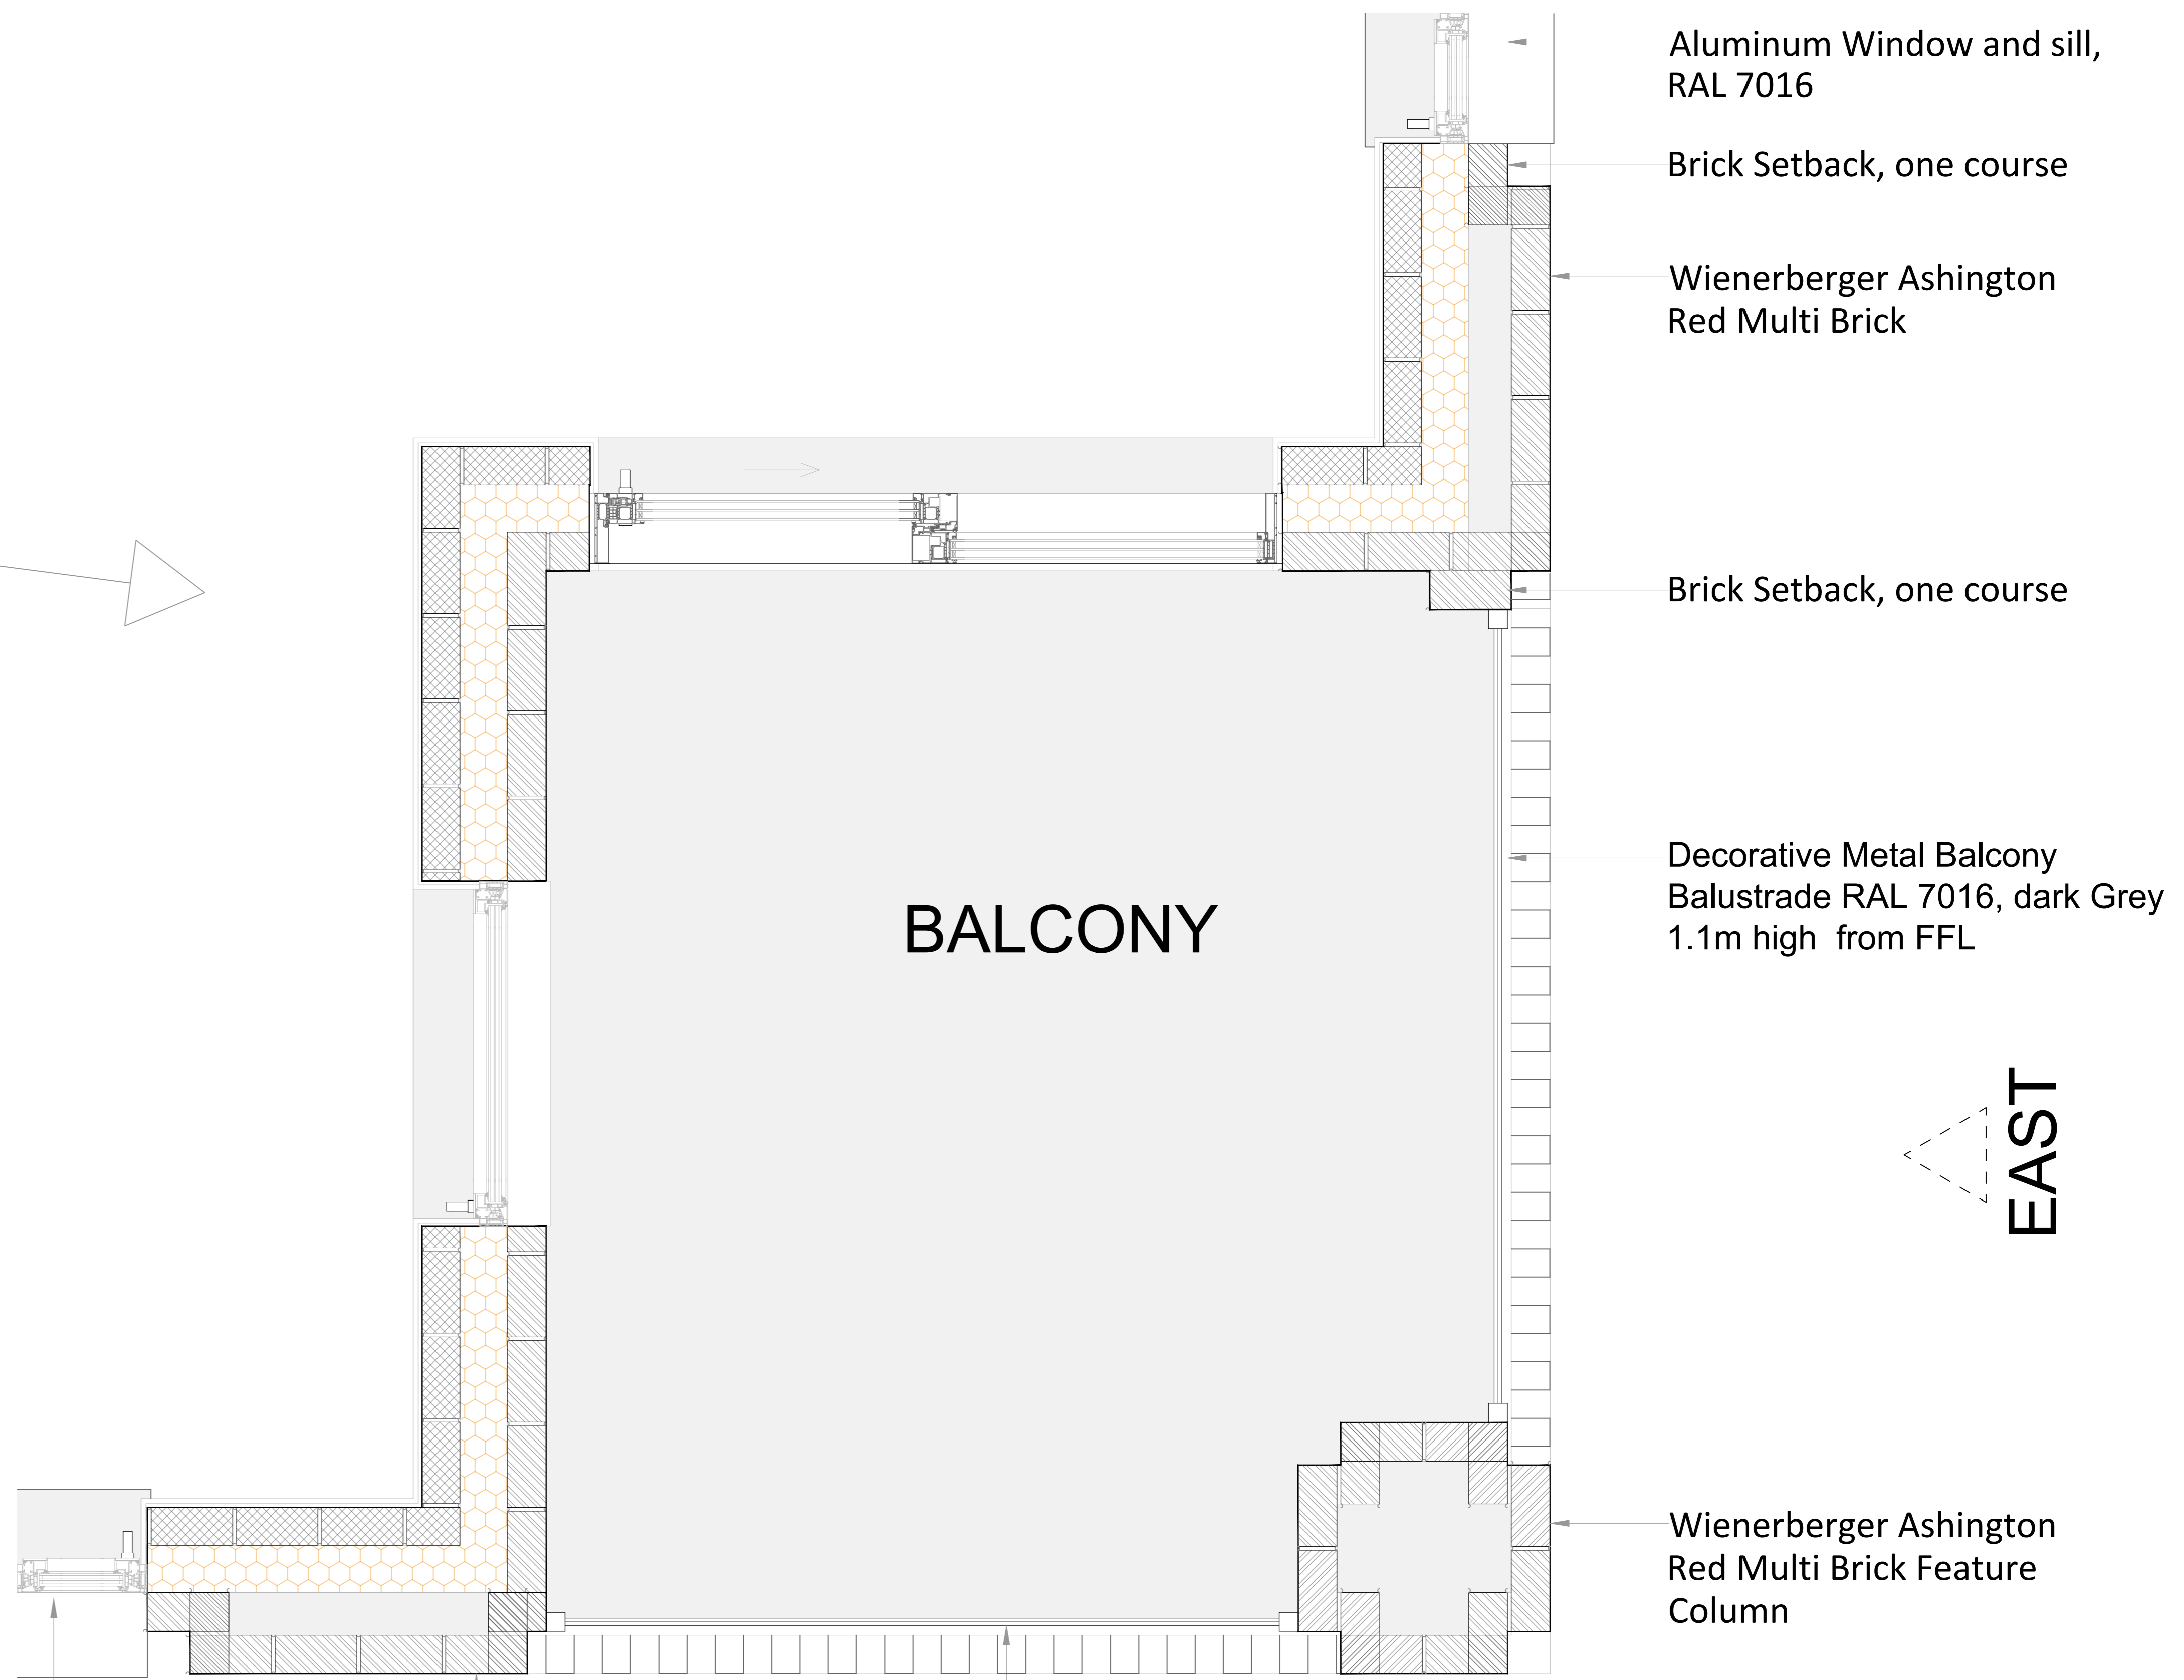 Aluminum Window and sill,
RAL 7016
Brick Setback, one course
Wienerberger Ashington
Red Multi Brick
Brick Setback, one course
Decorative Metal Balcony
Balustrade RAL 7016, dark Grey
1.1m high  from FFL
BALCONY
EAST
Wienerberger Ashington
Red Multi Brick Feature
Column